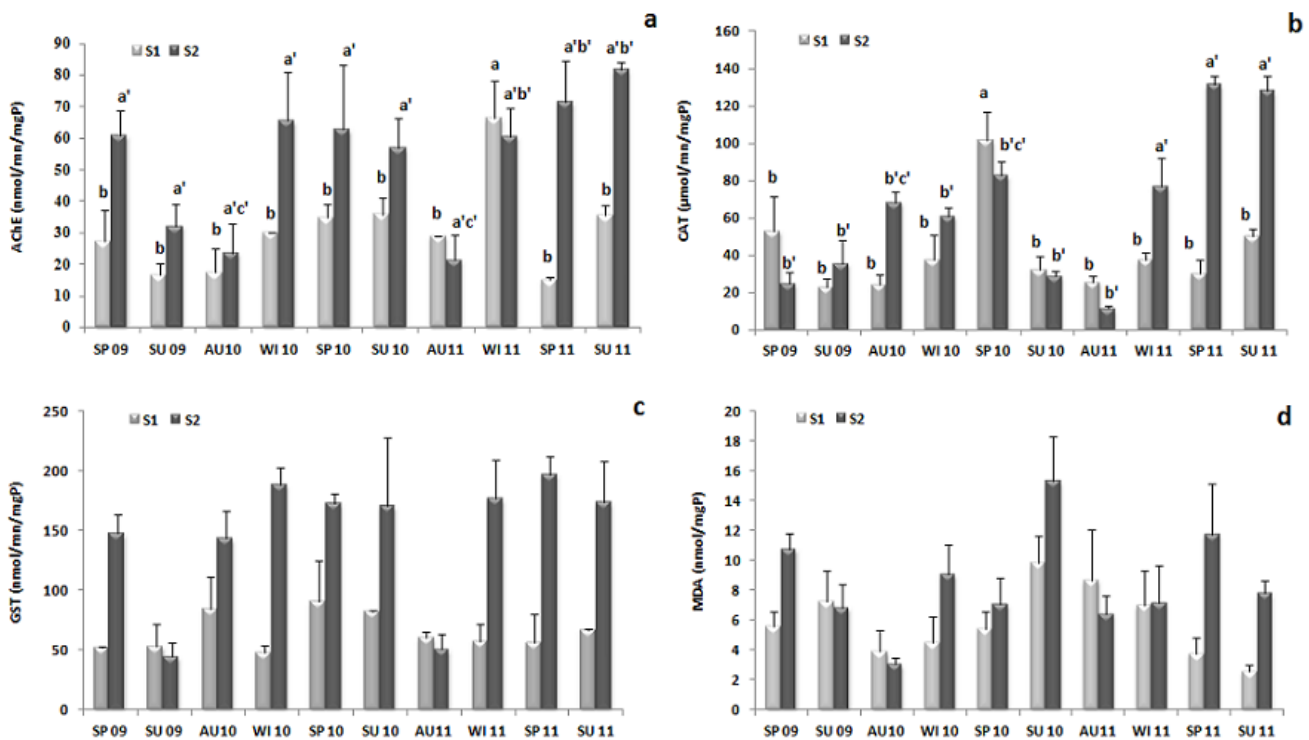 a
AChE (nmol/mn/mgP)
90
80
70
60
50
40
30
20
10
0
S1 S2
b a' b a' b a'c' b a' b a' b a' b a'c' a a'b' b a'b' b a'b'
SP 09 SU 09 AU10 WI 10 SP 10 SU 10 AU11 WI 11 SP 11 SU 11
b
CAT (µmol/mn/mgP)
160
140
120
100
80
60
40
20
0
S1 S2
b b' b b' b b'c' b b' a b'c' b b' b b' b a' b a' b a'
SP 09 SU 09 AU10 WI 10 SP 10 SU 10 AU11 WI 11 SP 11 SU 11
c
GST (nmol/mn/mgP)
250
200
150
100
50
0
S1 S2
SP 09 SU 09 AU10 WI 10 SP 10 SU 10 AU11 WI 11 SP 11 SU 11
d
MDA (nmol/mgP)
20
18
16
14
12
10
8
6
4
2
0
S1 S2
SP 09 SU 09 AU10 WI 10 SP 10 SU 10 AU11 WI 11 SP 11 SU 11